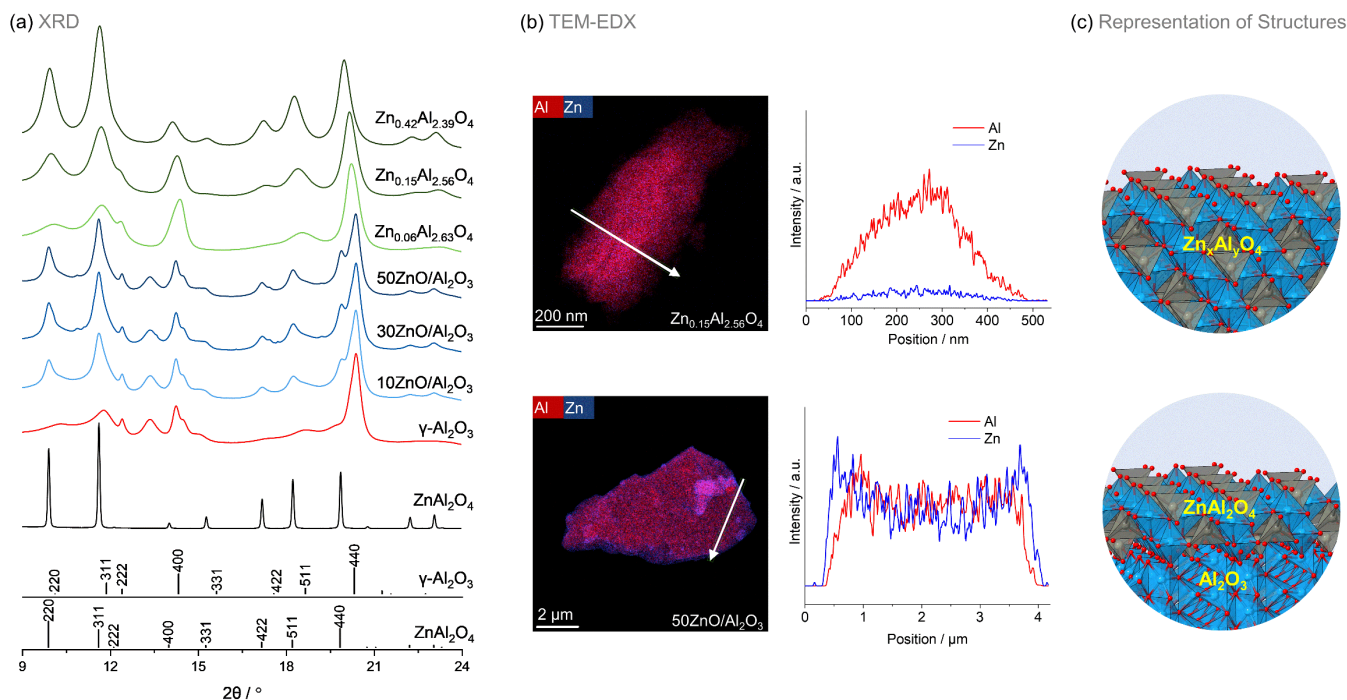 (a) XRD
Zn0.42Al2.39O4
Zn0.15Al2.56O4
Zn0.06Al2.63O4
50ZnO/Al2O3
30ZnO/Al2O3
10ZnO/Al2O3
γ-Al2O3
ZnAl2O4
220
311
222
400
331
422
511
440
γ-Al2O3
220
311
222
400
331
422
511
440
ZnAl2O4
9 12 15 18 21 24
2θ / °
(b) TEM-EDX
Al Zn
200 nm
Zn0.15Al2.56O4
Al
Zn
Intensity / a.u.
0 100 200 300 400 500
Position / nm
Al Zn
2 µm
50ZnO/Al2O3
Al
Zn
Intensity / a.u.
0 1 2 3 4
Position / µm
(c) Representation of Structures
ZnxAlyO4
ZnAl2O4
Al2O3